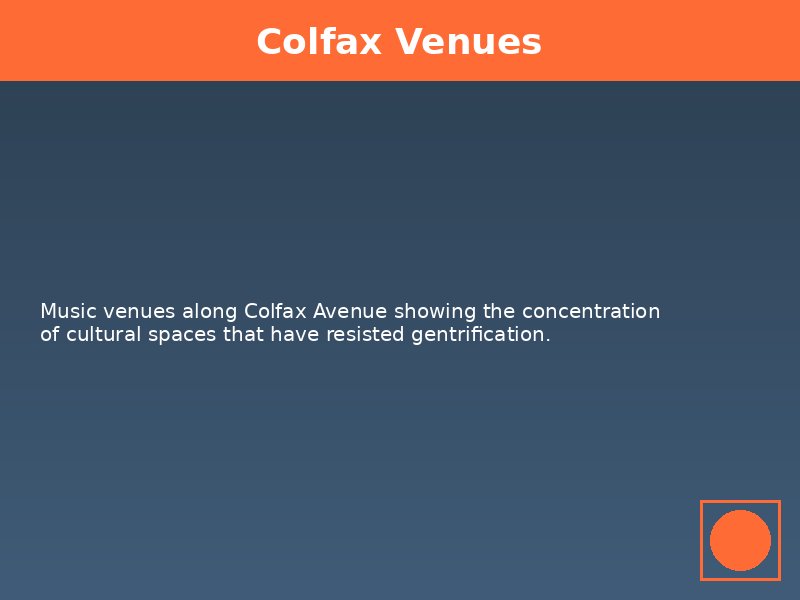 Colfax Venues
Music venues along Colfax Avenue showing the concentration
of cultural spaces that have resisted gentrification.